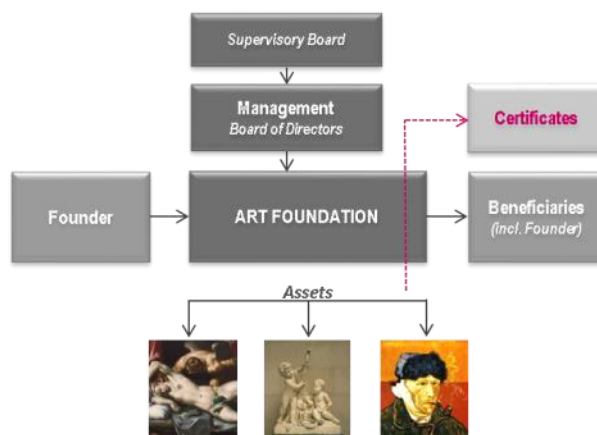 Supervisory Board
Management
Board of Directors
Certificates
Founder
ART FOUNDATION
Beneficiaries
(incl. Founder)
Assets